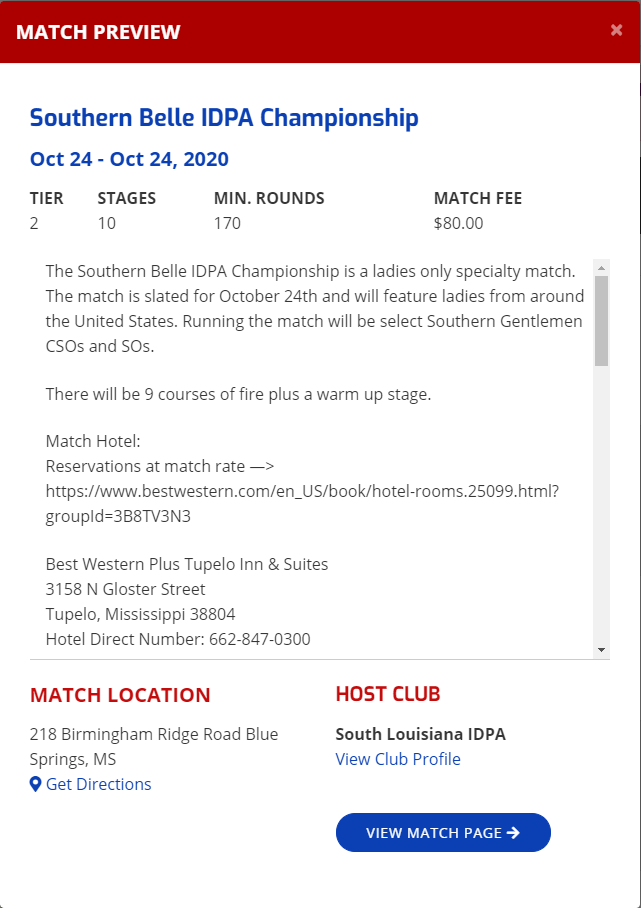 MATCH PREVIEW ×
Southern Belle IDPA Championship
Oct 24 - Oct 24, 2020
TIER STAGES MIN. ROUNDS MATCH FEE
2 10 170 $80.00
The Southern Belle IDPA Championship is a ladies only specialty match.
The match is slated for October 24th and will feature ladies from around
the United States. Running the match will be select Southern Gentlemen
CSOs and SOs.
There will be 9 courses of fire plus a warm up stage.
Match Hotel:
Reservations at match rate —>
https://www.bestwestern.com/en_US/book/hotel-rooms.25099.html?
groupId=3B8TV3N3
Best Western Plus Tupelo Inn & Suites
3158 N Gloster Street
Tupelo, Mississippi 38804
Hotel Direct Number: 662-847-0300
MATCH LOCATION
218 Birmingham Ridge Road Blue
Springs, MS
Get Directions
HOST CLUB
South Louisiana IDPA
View Club Profile
VIEW MATCH PAGE →